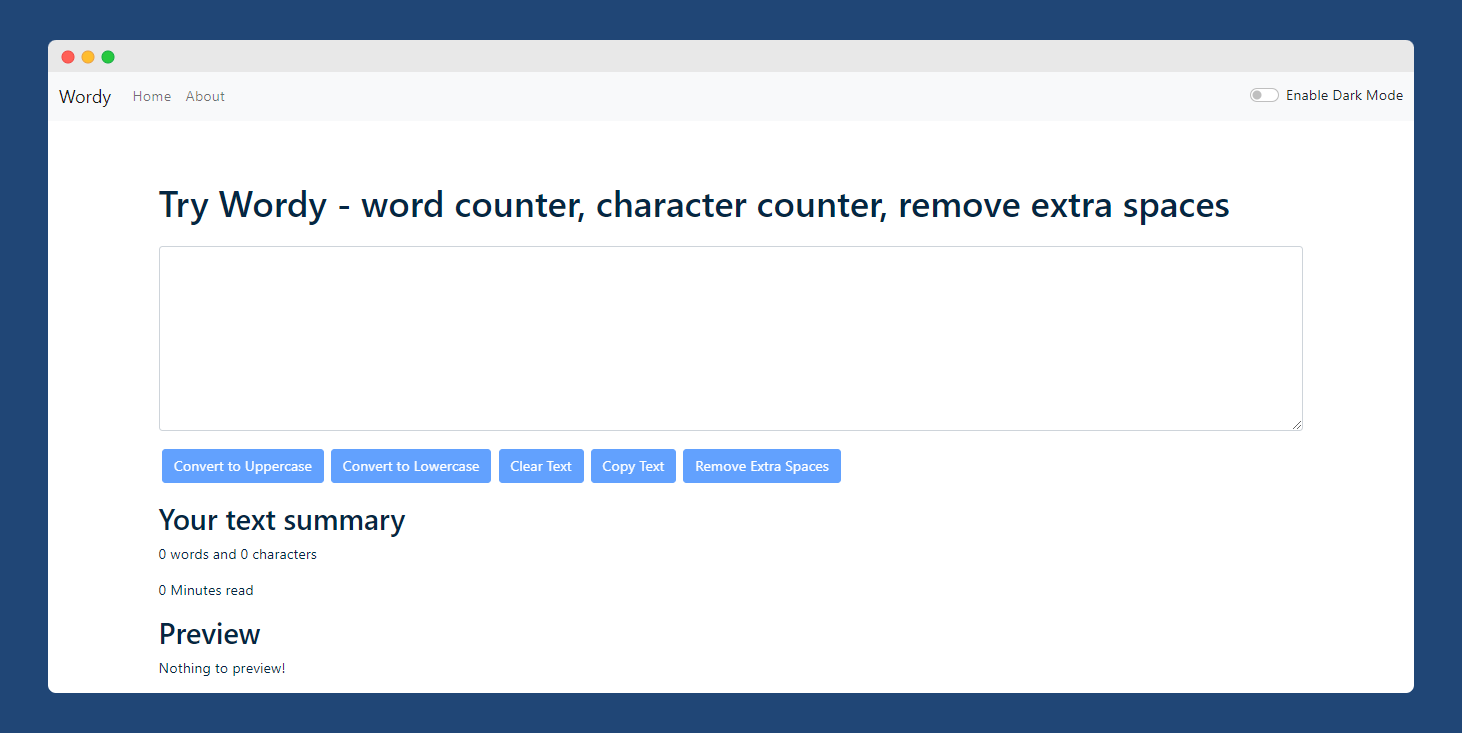 Wordy Home About Enable Dark Mode
Try Wordy - word counter, character counter, remove extra spaces
Convert to Uppercase Convert to Lowercase Clear Text Copy Text Remove Extra Spaces
Your text summary
0 words and 0 characters
0 Minutes read
Preview
Nothing to preview!